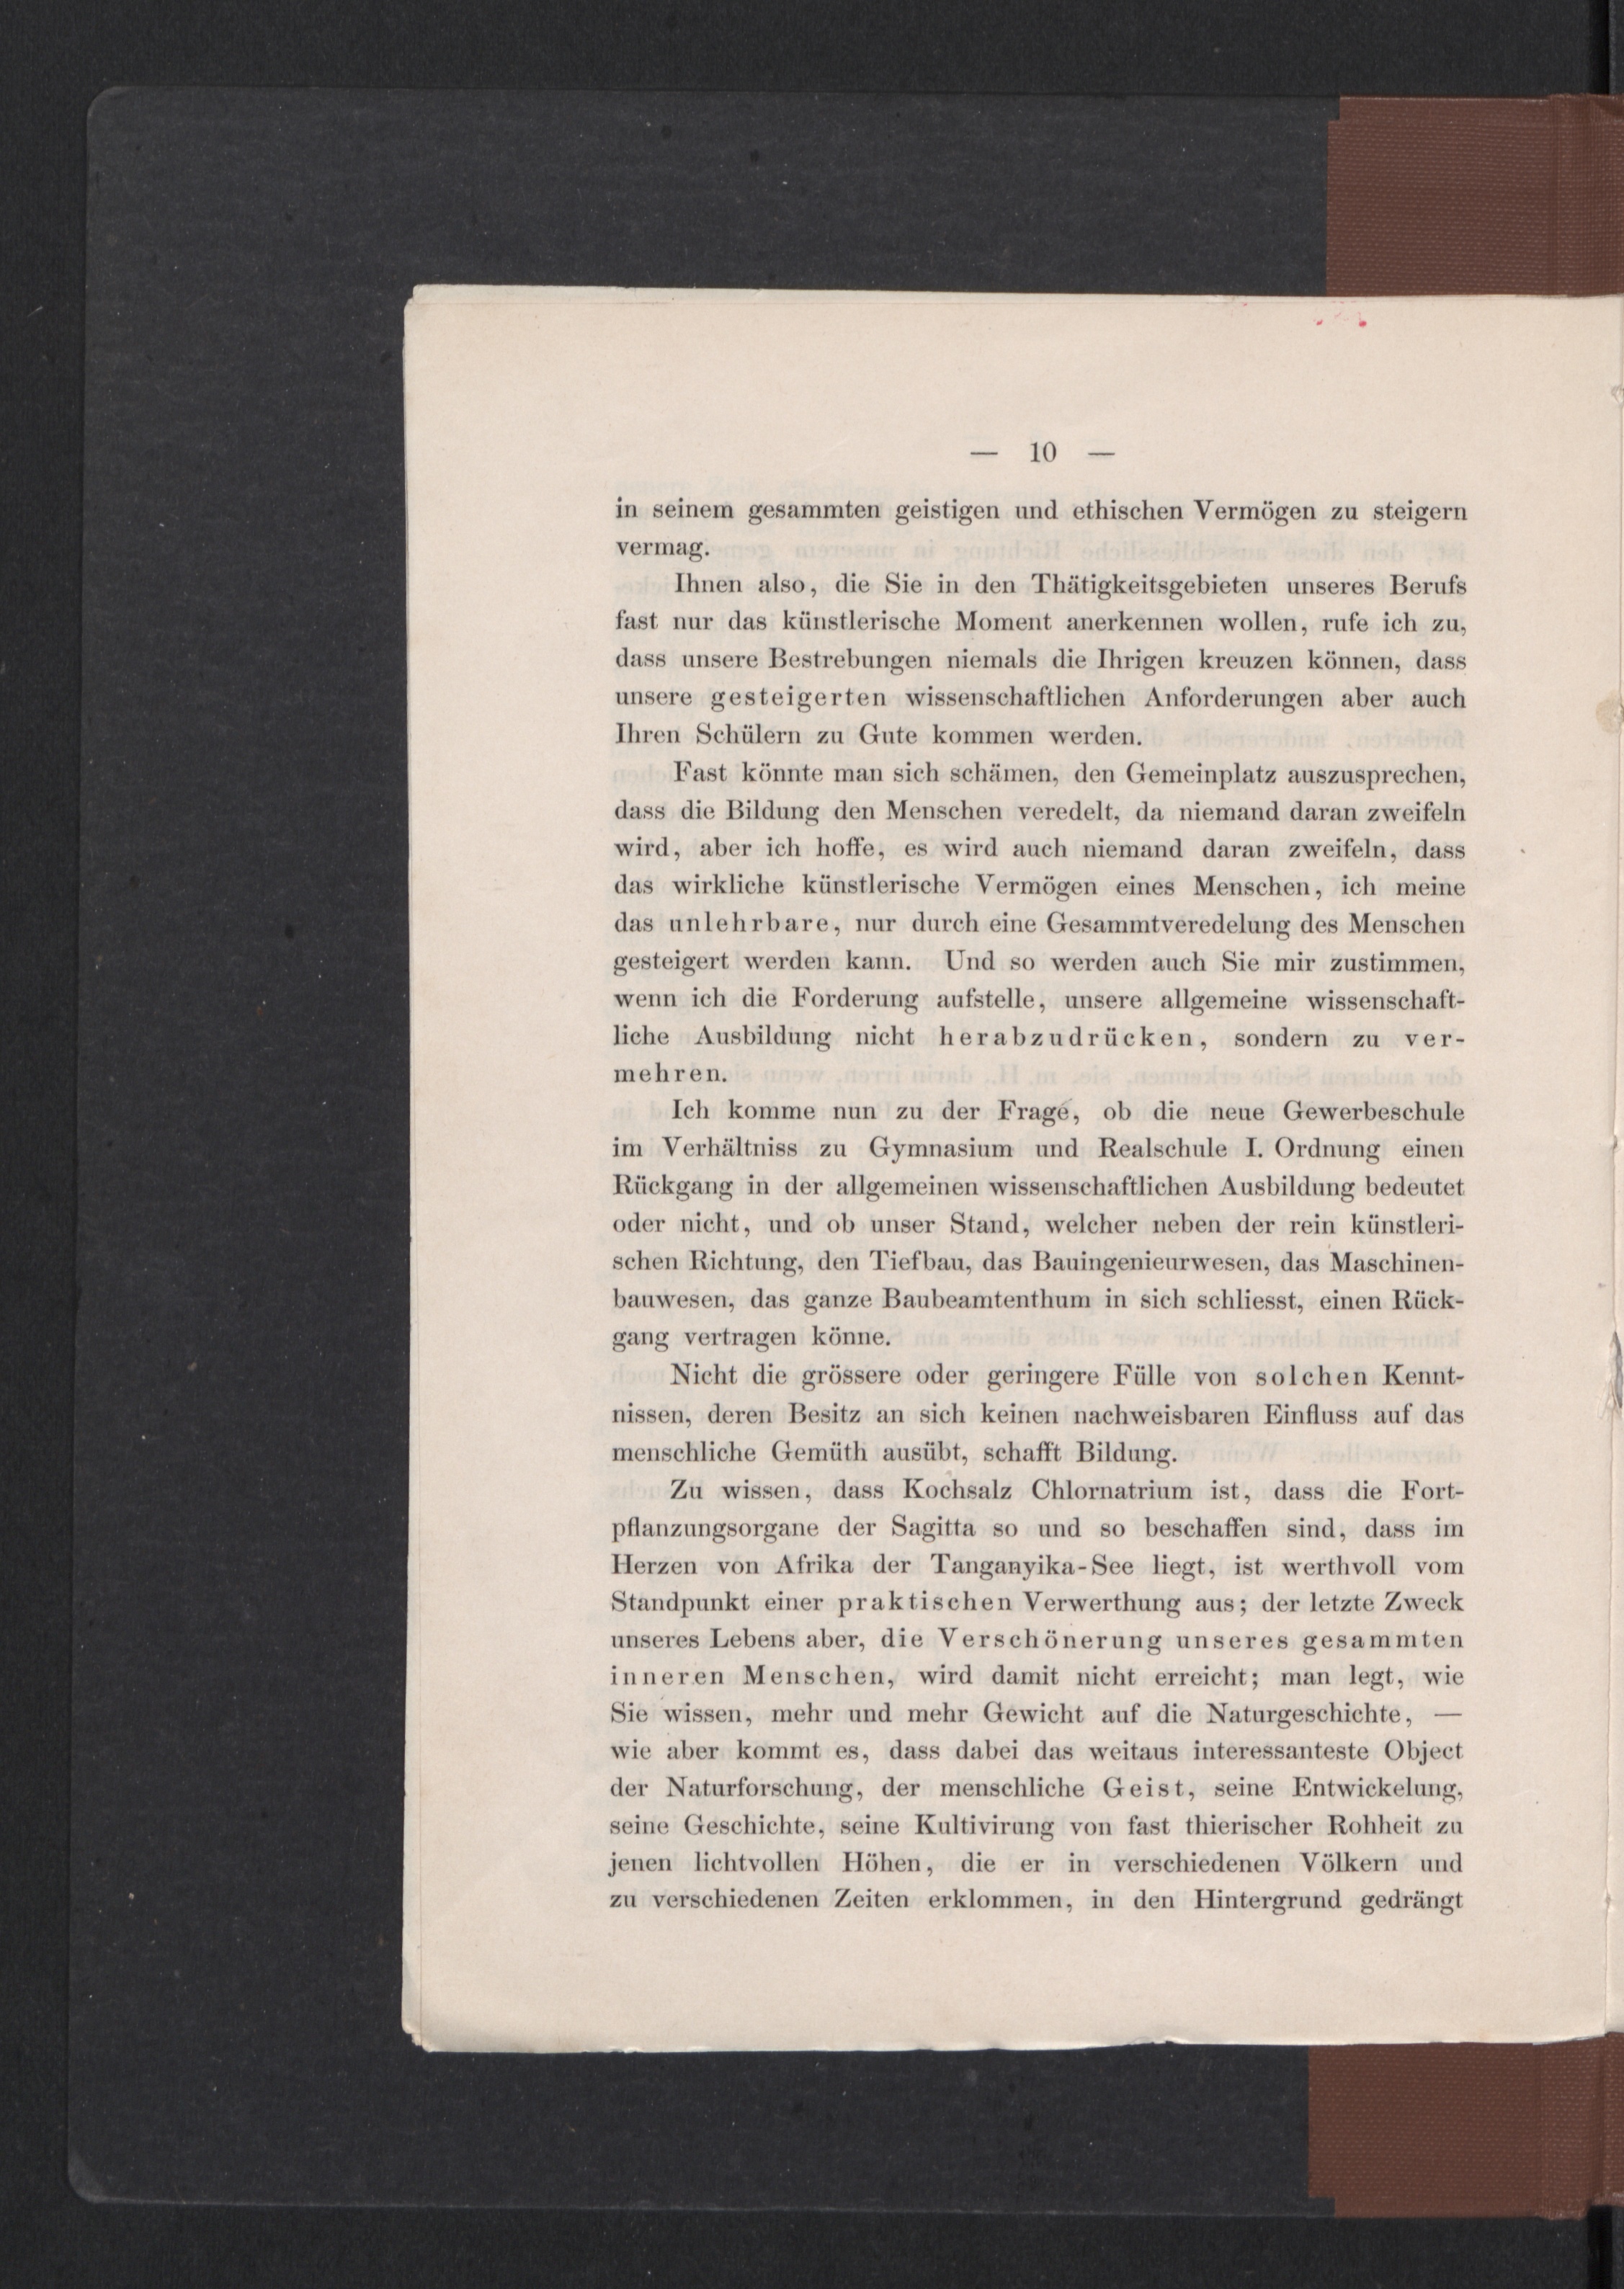 — 10 —
in seinem gesammten geistigen und ethischen Vermögen zu steigern
vermag.
Ihnen also, die Sie in den Thätigkeitsgebieten unseres Berufs
fast nur das künstlerische Moment anerkennen wollen, rufe ich zu,
dass unsere Bestrebungen niemals die Ihrigen kreuzen können, dass
unsere gesteigerten wissenschaftlichen Anforderungen aber auch
Ihren Schülern zu Gute kommen werden.
Fast könnte man sich schämen, den Gemeinplatz auszusprechen,
dass die Bildung den Menschen veredelt, da niemand daran zweifeln
wird, aber ich hoffe, es wird auch niemand daran zweifeln, dass
das wirkliche künstlerische Vermögen eines Menschen, ich meine
das unlehrbare, nur durch eine Gesammtveredelung des Menschen
gesteigert werden kann. Und so werden auch Sie mir zustimmen,
wenn ich die Forderung aufstelle, unsere allgemeine wissenschaft-
liche Ausbildung nicht herabzudrücken, sondern zu ver-
mehren.
Ich komme nun zu der Frage, ob die neue Gewerbeschule
im Verhältniss zu Gymnasium und Realschule I. Ordnung einen
Rückgang in der allgemeinen wissenschaftlichen Ausbildung bedeutet
oder nicht, und ob unser Stand, welcher neben der rein künstleri-
schen Richtung, den Tiefbau, das Bauingenieurwesen, das Maschinen-
bauwesen, das ganze Baubeamtenthum in sich schliesst, einen Rück-
gang vertragen könne.
Nicht die grössere oder geringere Fülle von solchen Kennt-
nissen, deren Besitz an sich keinen nachweisbaren Einfluss auf das
menschliche Gemüth ausübt, schafft Bildung.
Zu wissen, dass Kochsalz Chlornatrium ist, dass die Fort-
pflanzungsorgane der Sagitta so und so beschaffen sind, dass im
Herzen von Afrika der Tanganyika-See liegt, ist werthvoll vom
Standpunkt einer praktischen Verwerthung aus; der letzte Zweck
unseres Lebens aber, die Verschönerung unseres gesammten
inneren Menschen, wird damit nicht erreicht; man legt, wie
Sie wissen, mehr und mehr Gewicht auf die Naturgeschichte, —
wie aber kommt es, dass dabei das weitaus interessanteste Object
der Naturforschung, der menschliche Geist, seine Entwickelung,
seine Geschichte, seine Kultivirung von fast thierischer Rohheit zu
jenen lichtvollen Höhen, die er in verschiedenen Völkern und
zu verschiedenen Zeiten erklommen, in den Hintergrund gedrängt